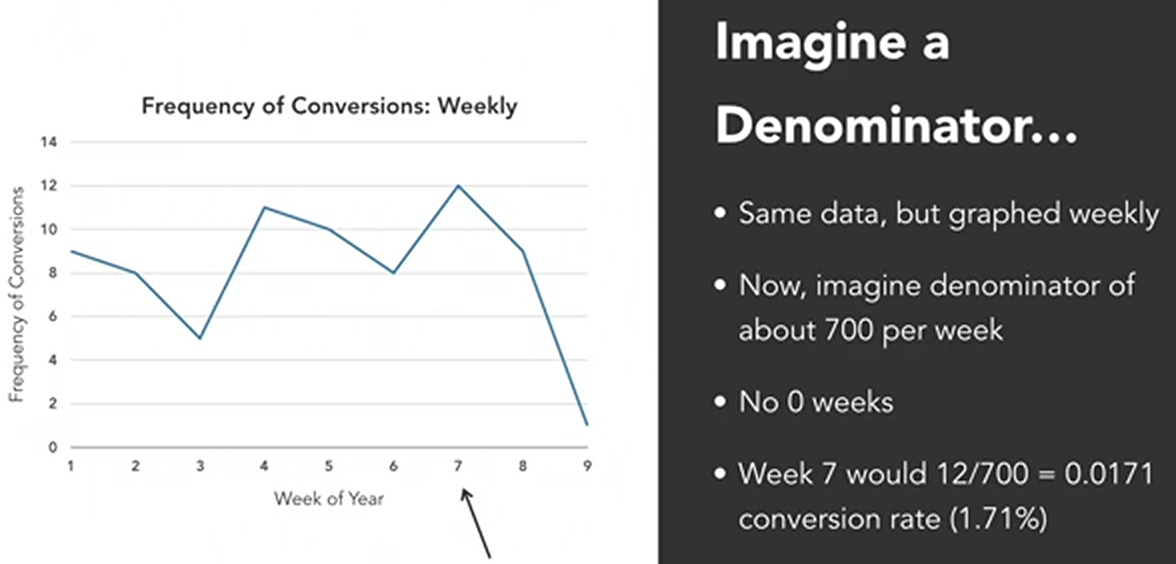 Frequency of Conversions: Weekly
Frequency of Conversions
14
12
10
8
6
4
2
0
1 2 3 4 5 6 7 8 9
Week of Year
Imagine a
Denominator...
• Same data, but graphed weekly
• Now, imagine denominator of
about 700 per week
• No 0 weeks
• Week 7 would 12/700 = 0.0171
conversion rate (1.71%)